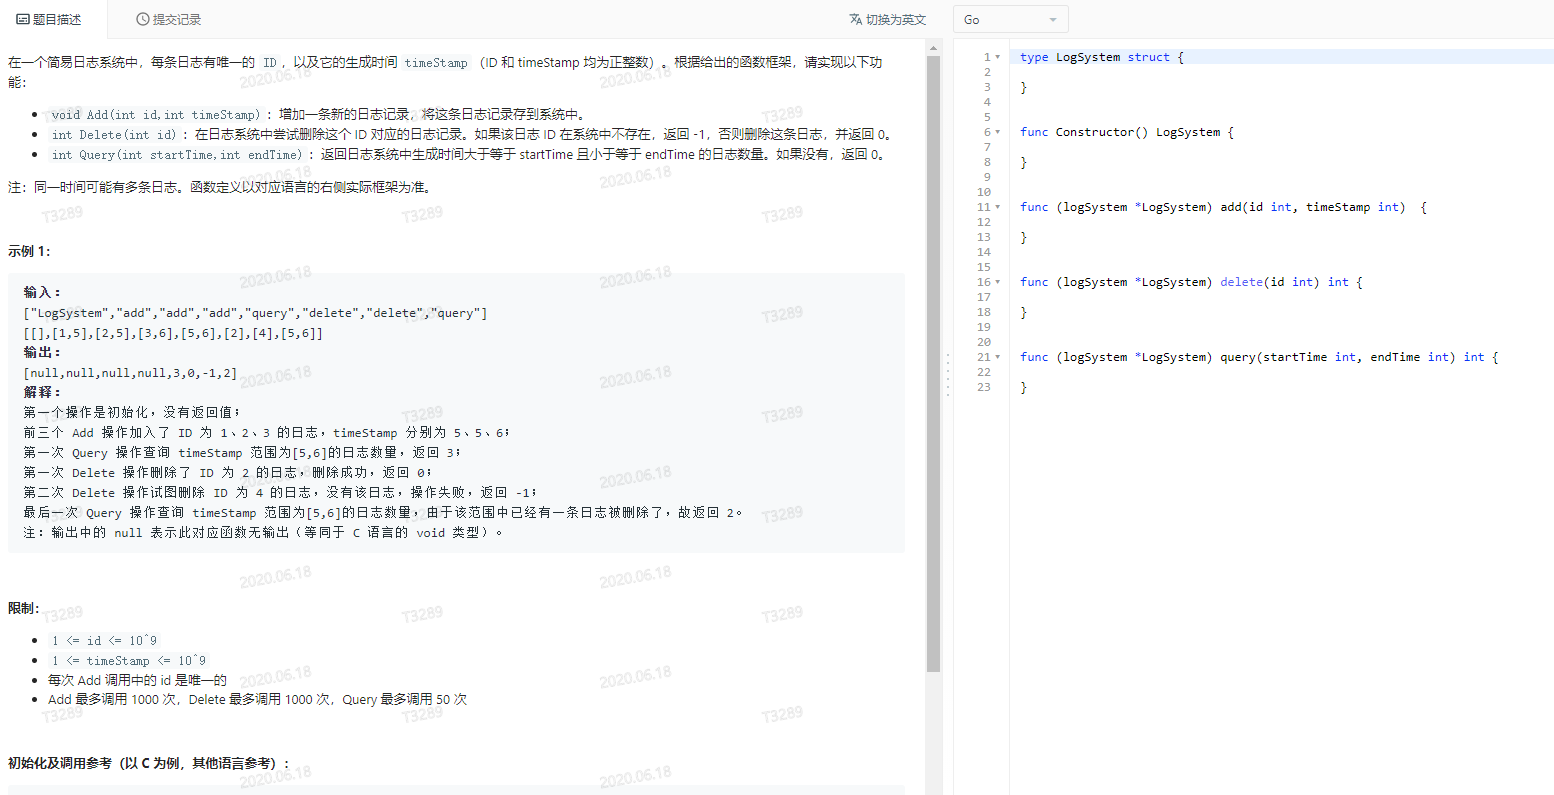 题目描述
提交记录
切换为英文
Go
在一个简易日志系统中，每条日志有唯一的 ID ，以及它的生成时间 timeStamp （ID 和 timeStamp 均为正整数）。根据给出的函数框架，请实现以下功
能：
void Add(int id,int timeStamp) ：增加一条新的日志记录，将这条日志记录存到系统中。
int Delete(int id) ：在日志系统中尝试删除这个 ID 对应的日志记录。如果该日志 ID 在系统中不存在，返回 -1，否则删除这条日志，并返回 0。
int Query(int startTime,int endTime) ：返回日志系统中生成时间大于等于 startTime 且小于等于 endTime 的日志数量。如果没有，返回 0。
注：同一时间可能有多条日志。函数定义以对应语言的右侧实际框架为准。
示例 1：
输入：
["LogSystem","add","add","add","query","delete","delete","query"]
[[],[1,5],[2,5],[3,6],[5,6],[2],[4],[5,6]]
输出：
[null,null,null,null,3,0,-1,2]
解释：
第一个操作是初始化，没有返回值；
前三个 Add 操作加入了 ID 为 1、2、3 的日志，timeStamp 分别为 5、5、6；
第一次 Query 操作查询 timeStamp 范围为[5,6]的日志数量，返回 3；
第一次 Delete 操作删除了 ID 为 2 的日志，删除成功，返回 0；
第二次 Delete 操作试图删除 ID 为 4 的日志，没有该日志，操作失败，返回 -1；
最后一次 Query 操作查询 timeStamp 范围为[5,6]的日志数量，由于该范围中已经有一条日志被删除了，故返回 2。
注：输出中的 null 表示此对应函数无输出（等同于 C 语言的 void 类型）。
限制：
1 <= id <= 10^9
1 <= timeStamp <= 10^9
每次 Add 调用中的 id 是唯一的
Add 最多调用 1000 次，Delete 最多调用 1000 次，Query 最多调用 50 次
初始化及调用参考（以 C 为例，其他语言参考）：
1 type LogSystem struct {
2
3 }
4
5
6 func Constructor() LogSystem {
7
8 }
9
10
11 func (logSystem *LogSystem) add(id int, timeStamp int)  {
12
13 }
14
15
16 func (logSystem *LogSystem) delete(id int) int {
17
18 }
19
20
21 func (logSystem *LogSystem) query(startTime int, endTime int) int {
22
23 }
2020.06.18
T3289